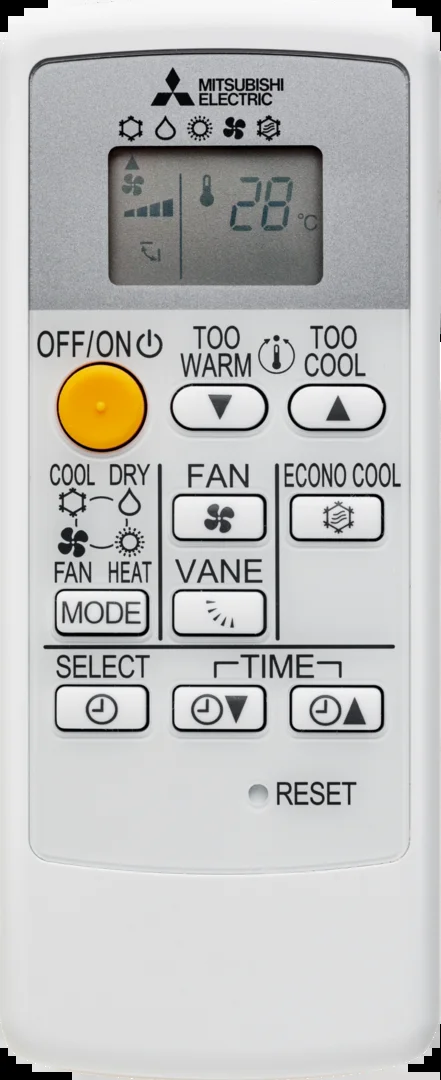 MITSUBISHI
ELECTRIC
28°C
OFF/ON
TOO WARM
TOO COOL
COOL DRY
FAN HEAT
MODE
FAN
VANE
ECONO COOL
SELECT
TIME
RESET